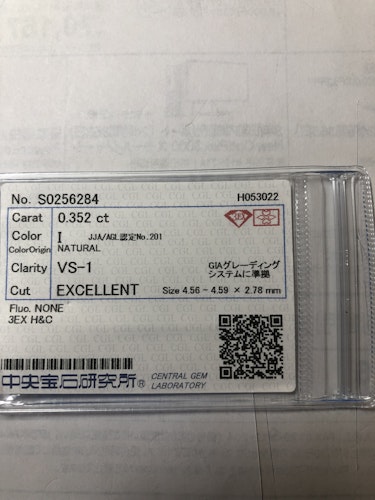 No. S0256284 H053022
Carat 0.352 ct
Color I JJA/AGL認定No.201
ColorOrigin NATURAL
Clarity VS-1 GIAグレーディング
システムに準拠
Cut EXCELLENT Size 4.56 - 4.59 × 2.78 mm
Fluo. NONE
3EX H&C
中央宝石研究所® CENTRAL GEM
LABORATORY